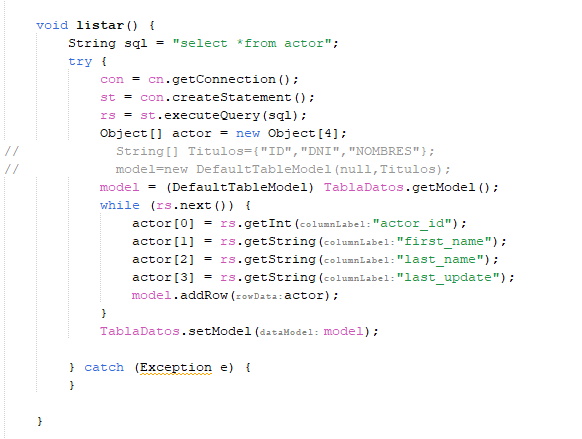 void listar() {
String sql = "select *from actor";
try {
con = cn.getConnection();
st = con.createStatement();
rs = st.executeQuery(sql);
Object[] actor = new Object[4];
// String[] Titulos={"ID","DNI","NOMBRES"};
// model=new DefaultTableModel(null,Titulos);
model = (DefaultTableModel) TablaDatos.getModel();
while (rs.next()) {
actor[0] = rs.getInt(columnLabel:"actor_id");
actor[1] = rs.getString(columnLabel:"first_name");
actor[2] = rs.getString(columnLabel:"last_name");
actor[3] = rs.getString(columnLabel:"last_update");
model.addRow(rowData:actor);
}
TablaDatos.setModel(dataModel: model);
} catch (Exception e) {
}
}